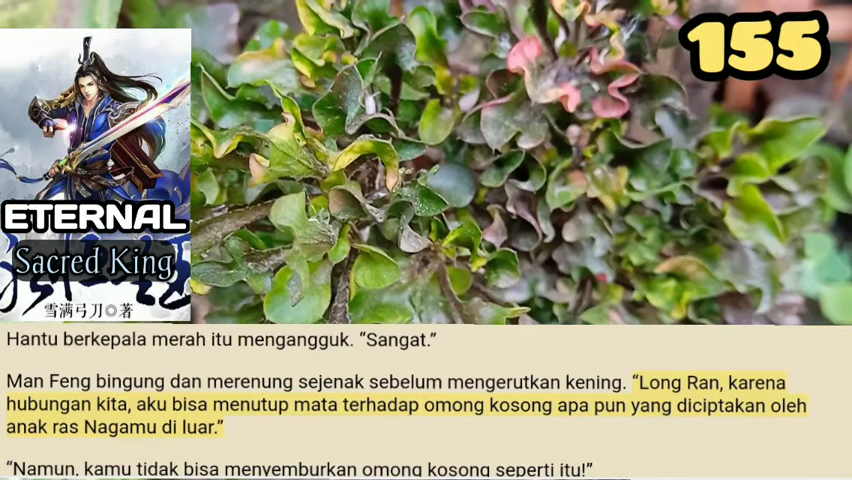 155
ETERNAL
Sacred King
雪满弓刀◎著
Hantu berkepala merah itu mengangguk. “Sangat.”
Man Feng bingung dan merenung sejenak sebelum mengerutkan kening. “Long Ran, karena
hubungan kita, aku bisa menutup mata terhadap omong kosong apa pun yang diciptakan oleh
anak ras Nagamu di luar.”
“Namun, kamu tidak bisa menyemburkan omong kosong seperti itu!”